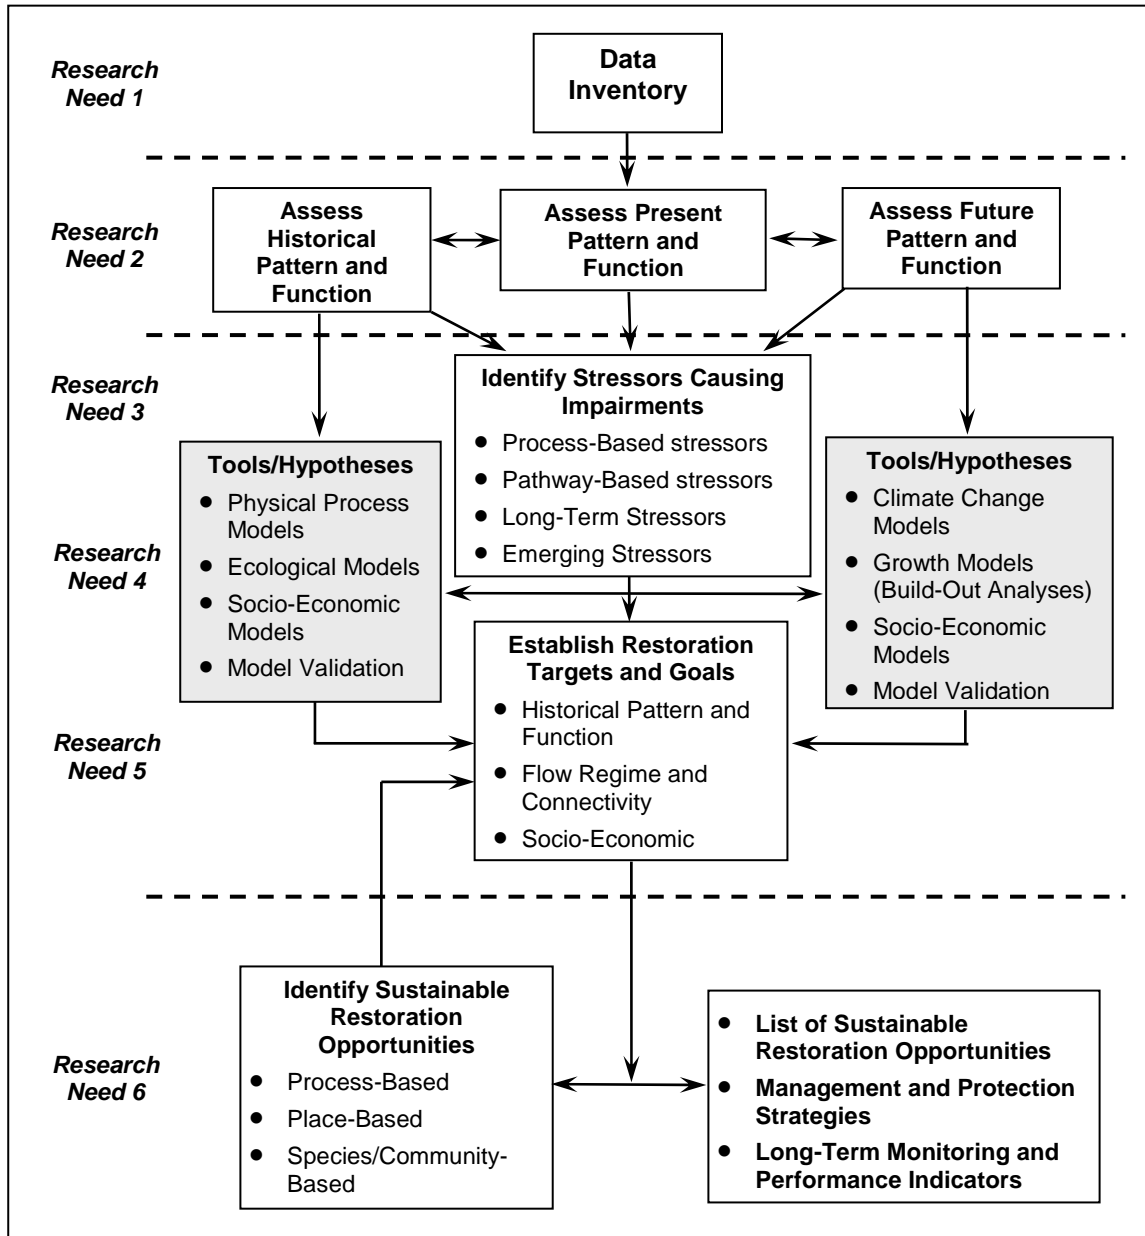 Research
Need 1
Data
Inventory
Research
Need 2
Assess
Historical
Pattern and
Function
Assess Present
Pattern and
Function
Assess Future
Pattern and
Function
Research
Need 3
Identify Stressors Causing
Impairments
● Process-Based stressors
● Pathway-Based stressors
● Long-Term Stressors
● Emerging Stressors
Tools/Hypotheses
● Physical Process
Models
● Ecological Models
● Socio-Economic
Models
● Model Validation
Tools/Hypotheses
● Climate Change
Models
● Growth Models
(Build-Out Analyses)
● Socio-Economic
Models
● Model Validation
Research
Need 4
Establish Restoration
Targets and Goals
● Historical Pattern and
Function
● Flow Regime and
Connectivity
● Socio-Economic
Research
Need 5
Research
Need 6
Identify Sustainable
Restoration
Opportunities
● Process-Based
● Place-Based
● Species/Community-
Based
● List of Sustainable
Restoration Opportunities
● Management and Protection
Strategies
● Long-Term Monitoring and
Performance Indicators